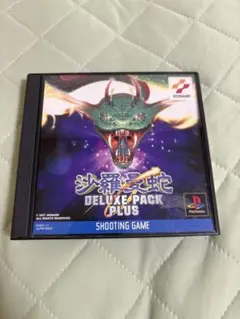 KONAMI
沙羅曼蛇
DELUXE PACK
PLUS
PlayStation
SHOOTING GAME